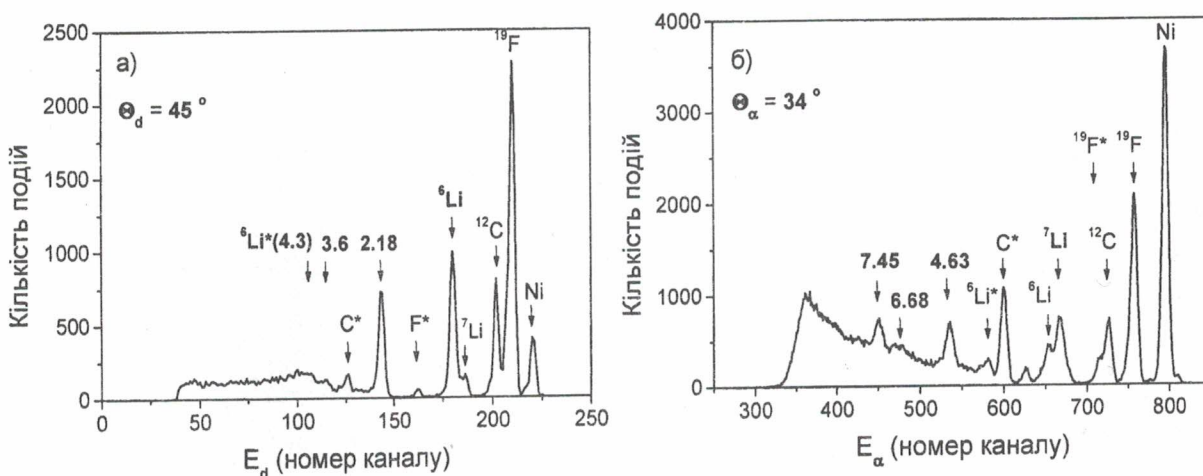 а)
Θd = 45 °
Кількість подій
2500
2000
1500
1000
500
0
0 50 100 150 200 250
E_d (номер каналу)
⁶Li*(4.3) 3.6 2.18
C*
F*
⁶Li
⁷Li
¹²C
¹⁹F
Ni
б)
Θα = 34 °
Кількість подій
4000
3000
2000
1000
0
300 400 500 600 700 800
Eα (номер каналу)
7.45
6.68
4.63
⁶Li*
C*
⁶Li
⁷Li
¹²C
¹⁹F*
¹⁹F
Ni